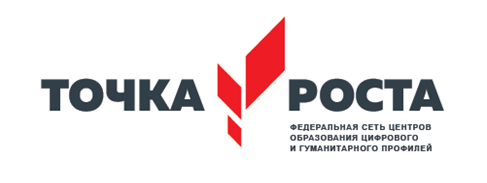 ТОЧКА РОСТА
ФЕДЕРАЛЬНАЯ СЕТЬ ЦЕНТРОВ
ОБРАЗОВАНИЯ ЦИФРОВОГО
И ГУМАНИТАРНОГО ПРОФИЛЕЙ